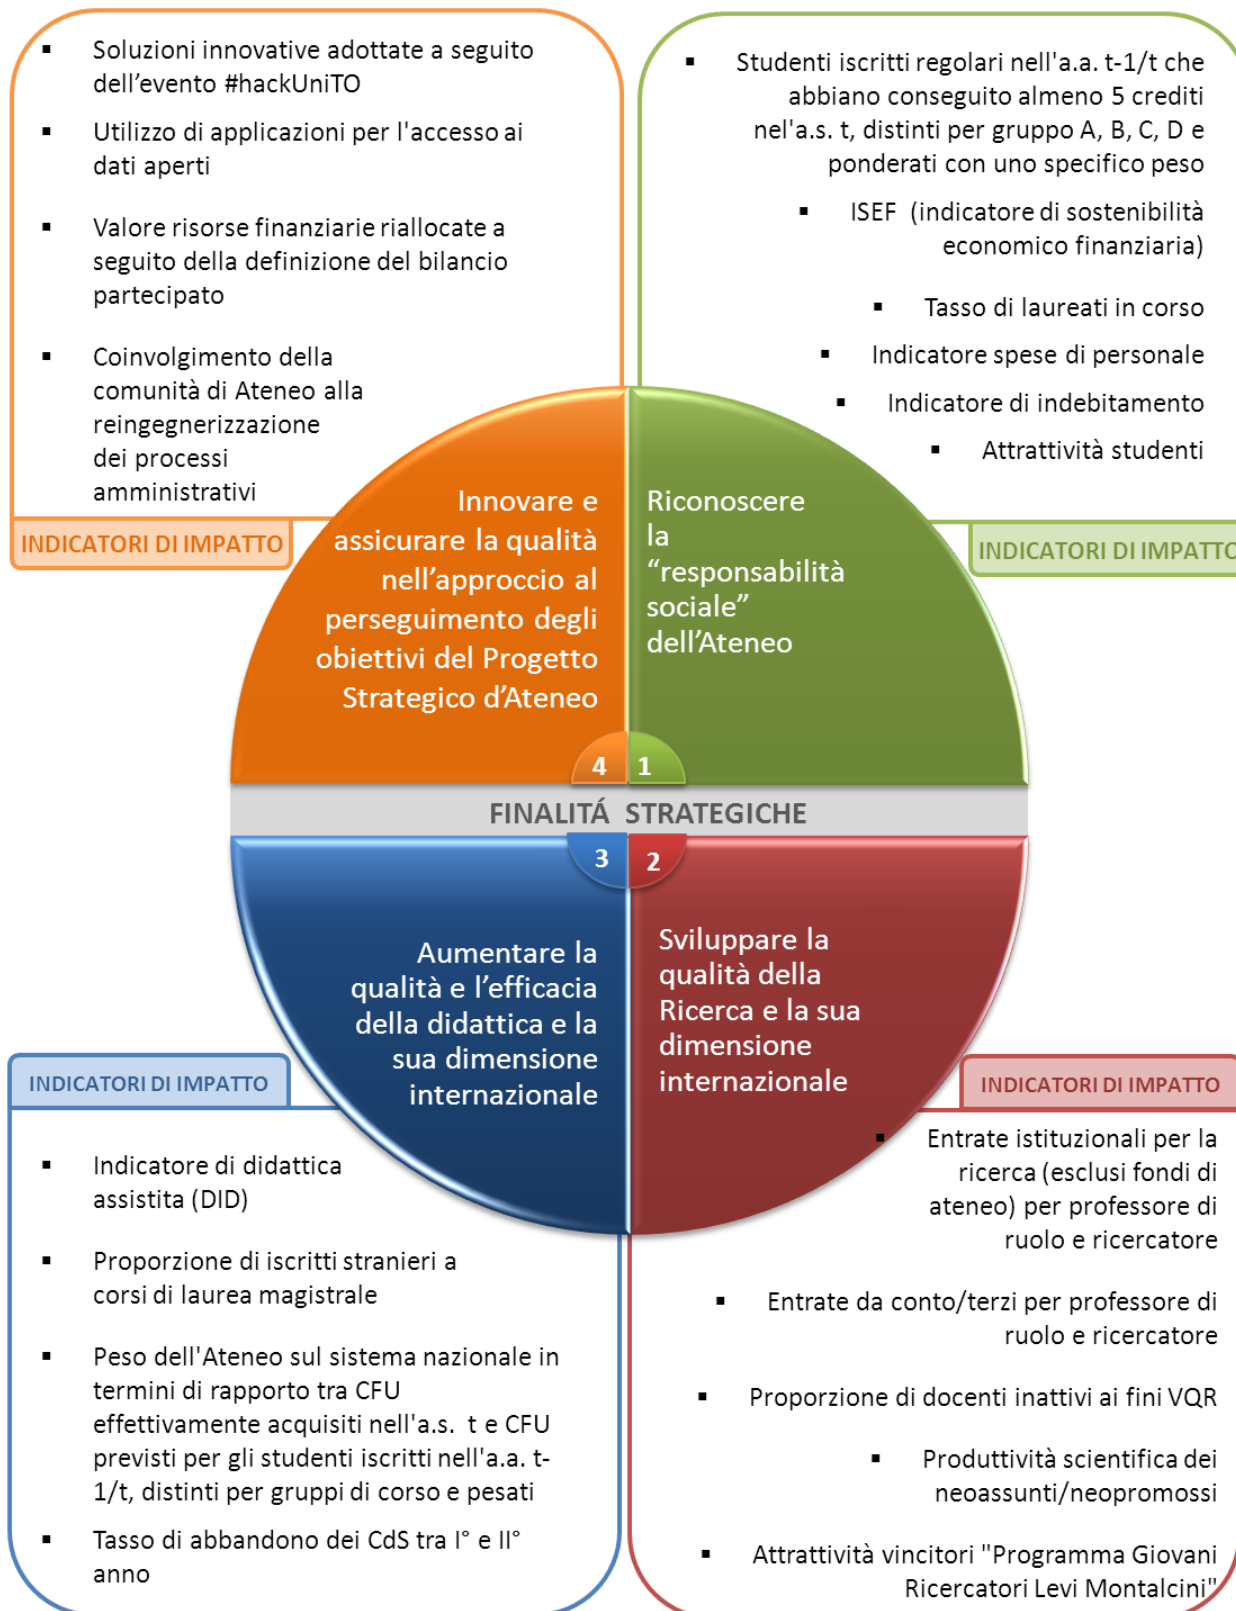 ▪ Soluzioni innovative adottate a seguito
dell'evento #hackUniTO
▪ Utilizzo di applicazioni per l'accesso ai
dati aperti
▪ Valore risorse finanziarie riallocate a
seguito della definizione del bilancio
partecipato
▪ Coinvolgimento della
comunità di Ateneo alla
reingegnerizzazione
dei processi
amministrativi
INDICATORI DI IMPATTO
▪ Studenti iscritti regolari nell'a.a. t-1/t che
abbiano conseguito almeno 5 crediti
nel'a.s. t, distinti per gruppo A, B, C, D e
ponderati con uno specifico peso
▪ ISEF (indicatore di sostenibilità
economico finanziaria)
▪ Tasso di laureati in corso
▪ Indicatore spese di personale
▪ Indicatore di indebitamento
▪ Attrattività studenti
INDICATORI DI IMPATTO
Innovare e
assicurare la qualità
nell'approccio al
perseguimento degli
obiettivi del Progetto
Strategico d'Ateneo
4
Riconoscere
la
“responsabilità
sociale”
dell'Ateneo
1
FINALITÁ STRATEGICHE
3
Aumentare la
qualità e l'efficacia
della didattica e la
sua dimensione
internazionale
2
Sviluppare la
qualità della
Ricerca e la sua
dimensione
internazionale
INDICATORI DI IMPATTO
▪ Indicatore di didattica
assistita (DID)
▪ Proporzione di iscritti stranieri a
corsi di laurea magistrale
▪ Peso dell'Ateneo sul sistema nazionale in
termini di rapporto tra CFU
effettivamente acquisiti nell'a.s. t e CFU
previsti per gli studenti iscritti nell'a.a. t-
1/t, distinti per gruppi di corso e pesati
▪ Tasso di abbandono dei CdS tra I° e II°
anno
INDICATORI DI IMPATTO
▪ Entrate istituzionali per la
ricerca (esclusi fondi di
ateneo) per professore di
ruolo e ricercatore
▪ Entrate da conto/terzi per professore di
ruolo e ricercatore
▪ Proporzione di docenti inattivi ai fini VQR
▪ Produttività scientifica dei
neoassunti/neopromossi
▪ Attrattività vincitori "Programma Giovani
Ricercatori Levi Montalcini"